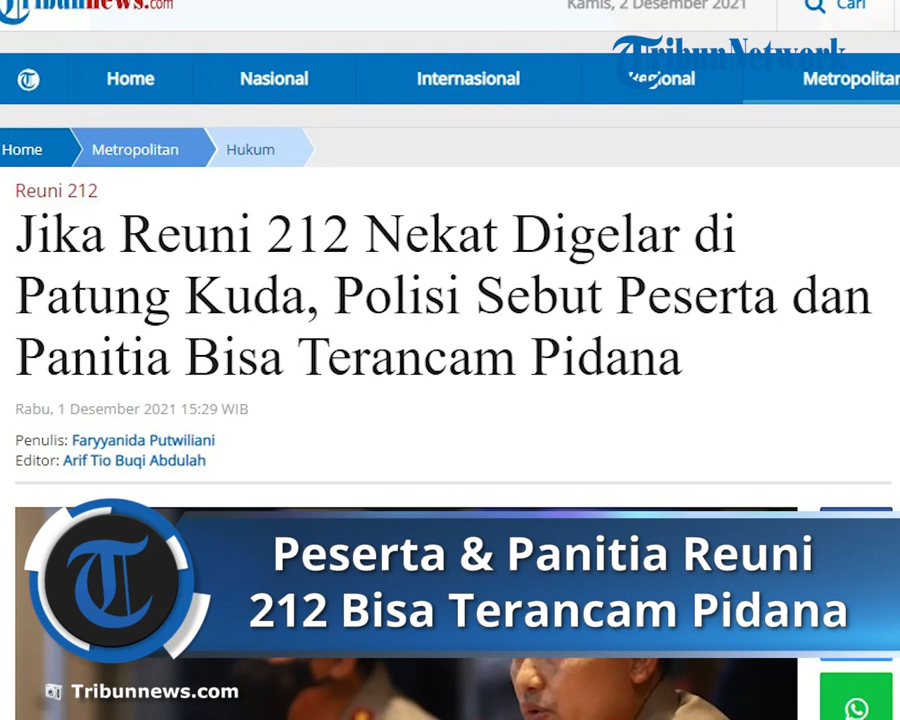 Tribunnews.com
Kamis, 2 Desember 2021
Cari
TribunNetwork
Home
Nasional
Internasional
Regional
Metropolitan
Home
Metropolitan
Hukum
Reuni 212
Jika Reuni 212 Nekat Digelar di
Patung Kuda, Polisi Sebut Peserta dan
Panitia Bisa Terancam Pidana
Rabu, 1 Desember 2021 15:29 WIB
Penulis: Faryyanida Putwiliani
Editor: Arif Tio Buqi Abdulah
Peserta & Panitia Reuni
212 Bisa Terancam Pidana
Tribunnews.com